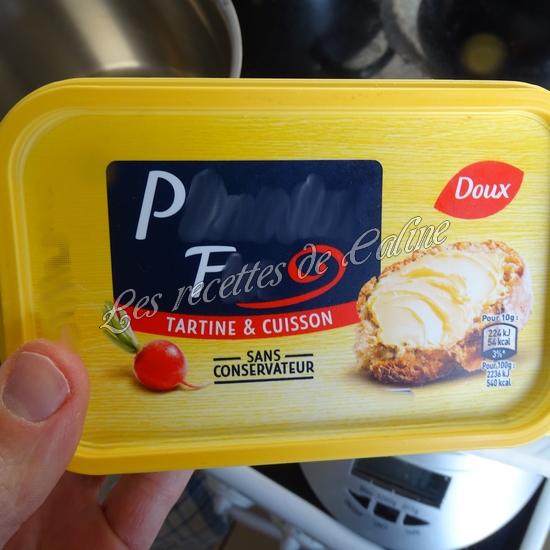 P
Doux
F
Les recettes de Caline
TARTINE & CUISSON
SANS
CONSERVATEUR
Pour 10g:
224 kJ
54 kcal
3%*
Pour 100g:
2236 kJ
540 kcal